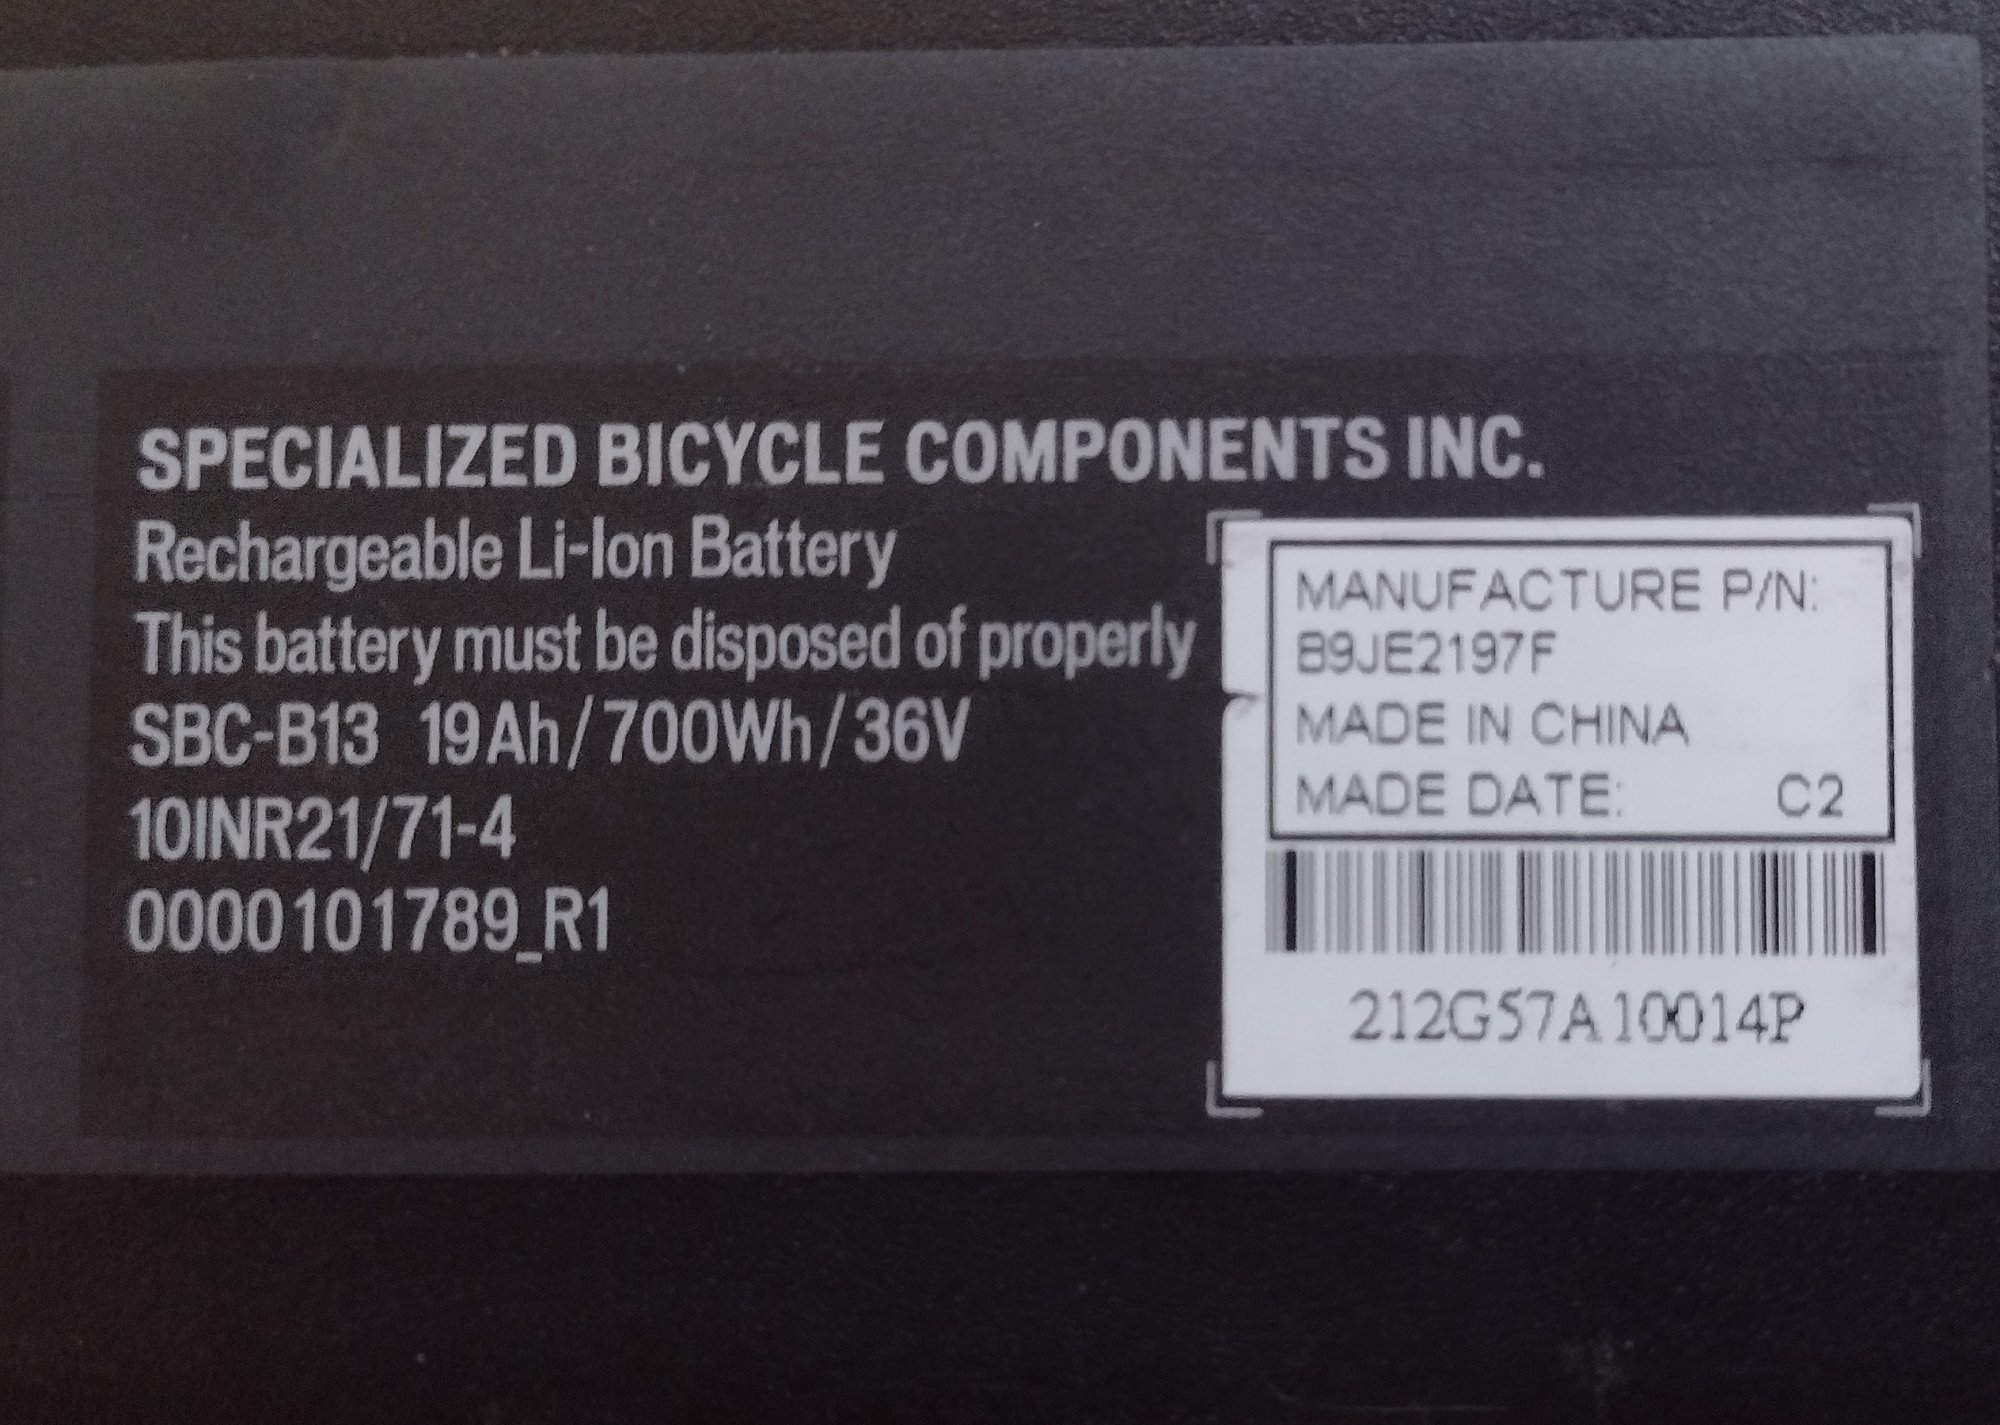 SPECIALIZED BICYCLE COMPONENTS INC.
Rechargeable Li-Ion Battery
This battery must be disposed of properly
SBC-B13 19Ah/700Wh/36V
10INR21/71-4
0000101789_R1
MANUFACTURE P/N:
B9JE2197F
MADE IN CHINA
MADE DATE: C2
212G57A10014P